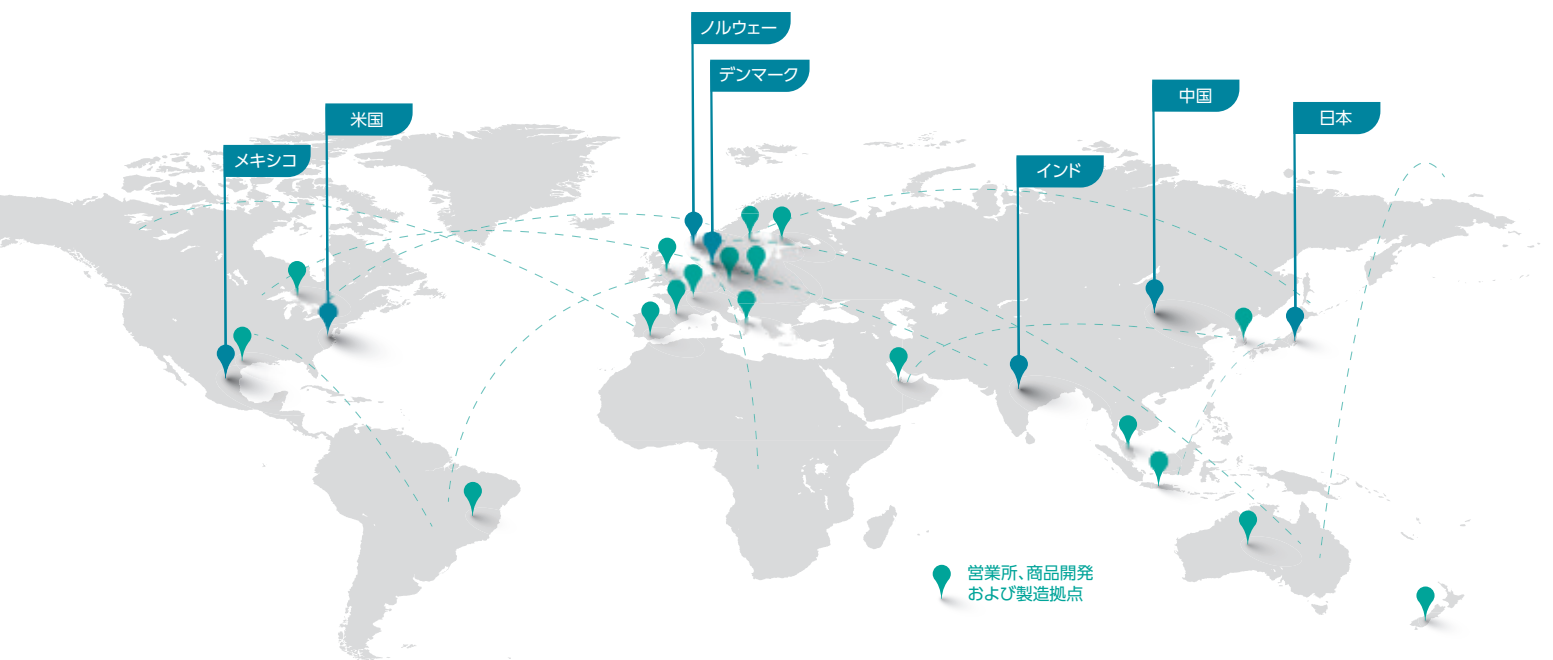 ノルウェー
デンマーク
中国
米国
日本
メキシコ
インド
営業所、商品開発
および製造拠点